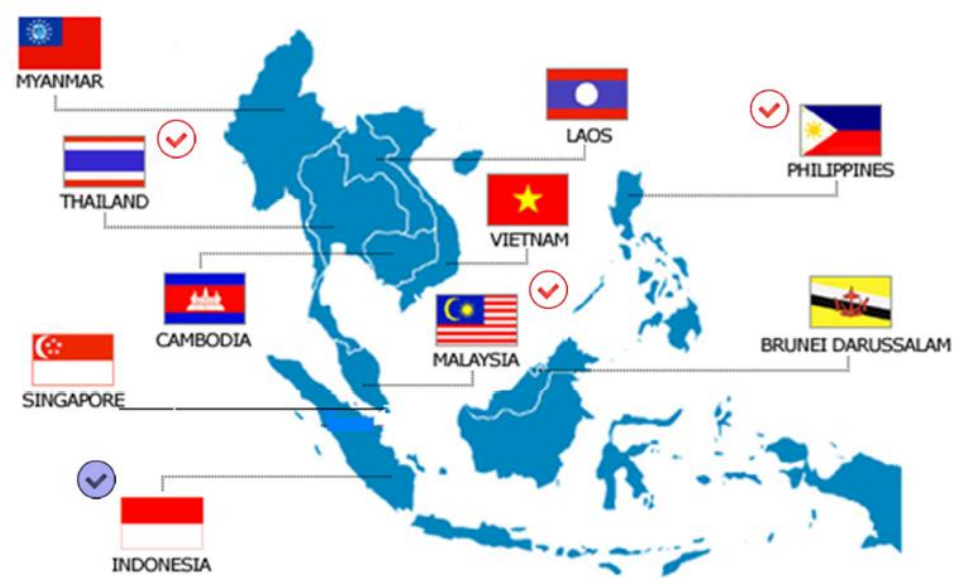 MYANMAR
LAOS
THAILAND
PHILIPPINES
VIETNAM
CAMBODIA
MALAYSIA
BRUNEI DARUSSALAM
SINGAPORE
INDONESIA